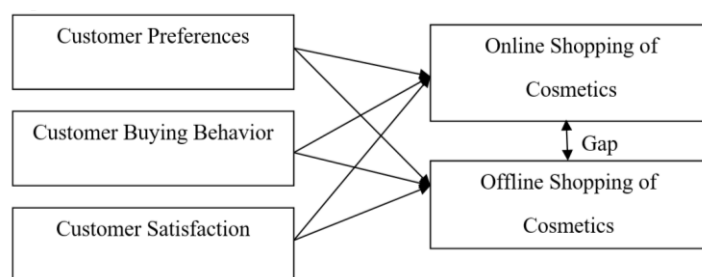 Customer Preferences
Customer Buying Behavior
Customer Satisfaction
Online Shopping of
Cosmetics
Gap
Offline Shopping of
Cosmetics